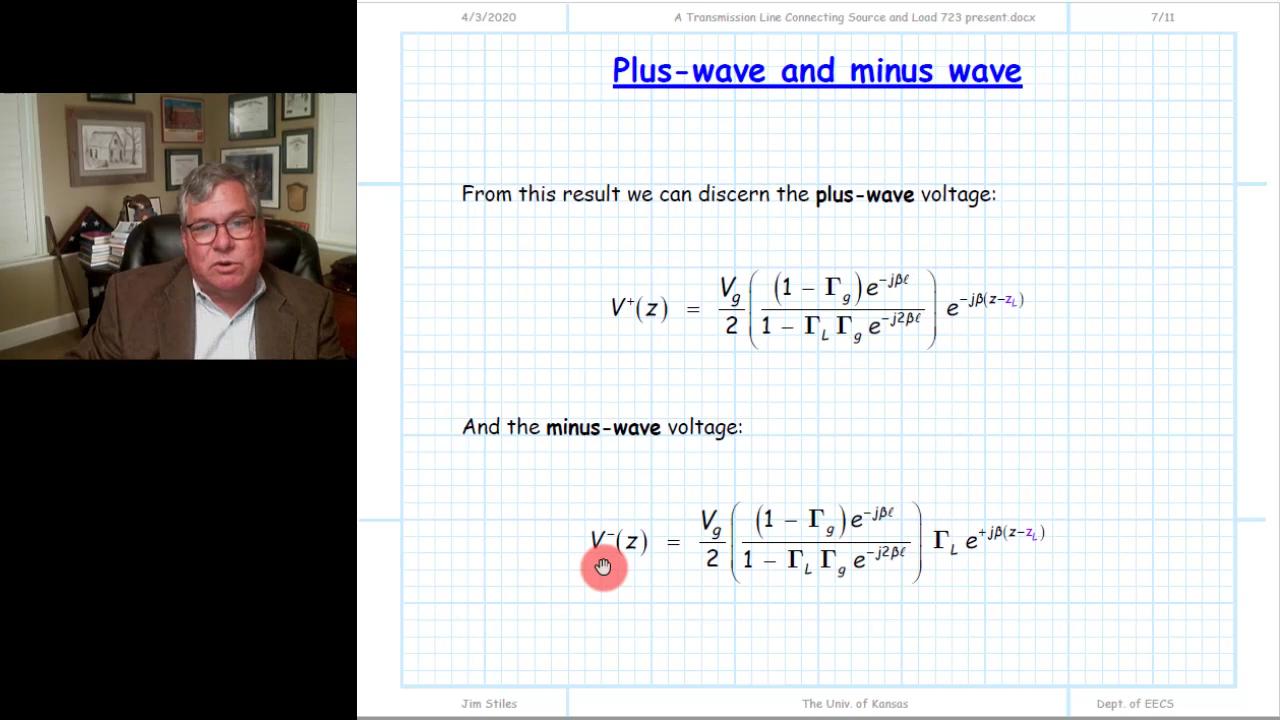 4/3/2020 A Transmission Line Connecting Source and Load 723 present.docx 7/11
Plus-wave and minus wave
From this result we can discern the plus-wave voltage:
V⁺(z) = V_g/2 ( (1 − Γ_g) e^{−jβℓ} / (1 − Γ_L Γ_g e^{−j2βℓ}) ) e^{−jβ(z−z_L)}
And the minus-wave voltage:
V⁻(z) = V_g/2 ( (1 − Γ_g) e^{−jβℓ} / (1 − Γ_L Γ_g e^{−j2βℓ}) ) Γ_L e^{+jβ(z−z_L)}
Jim Stiles The Univ. of Kansas Dept. of EECS